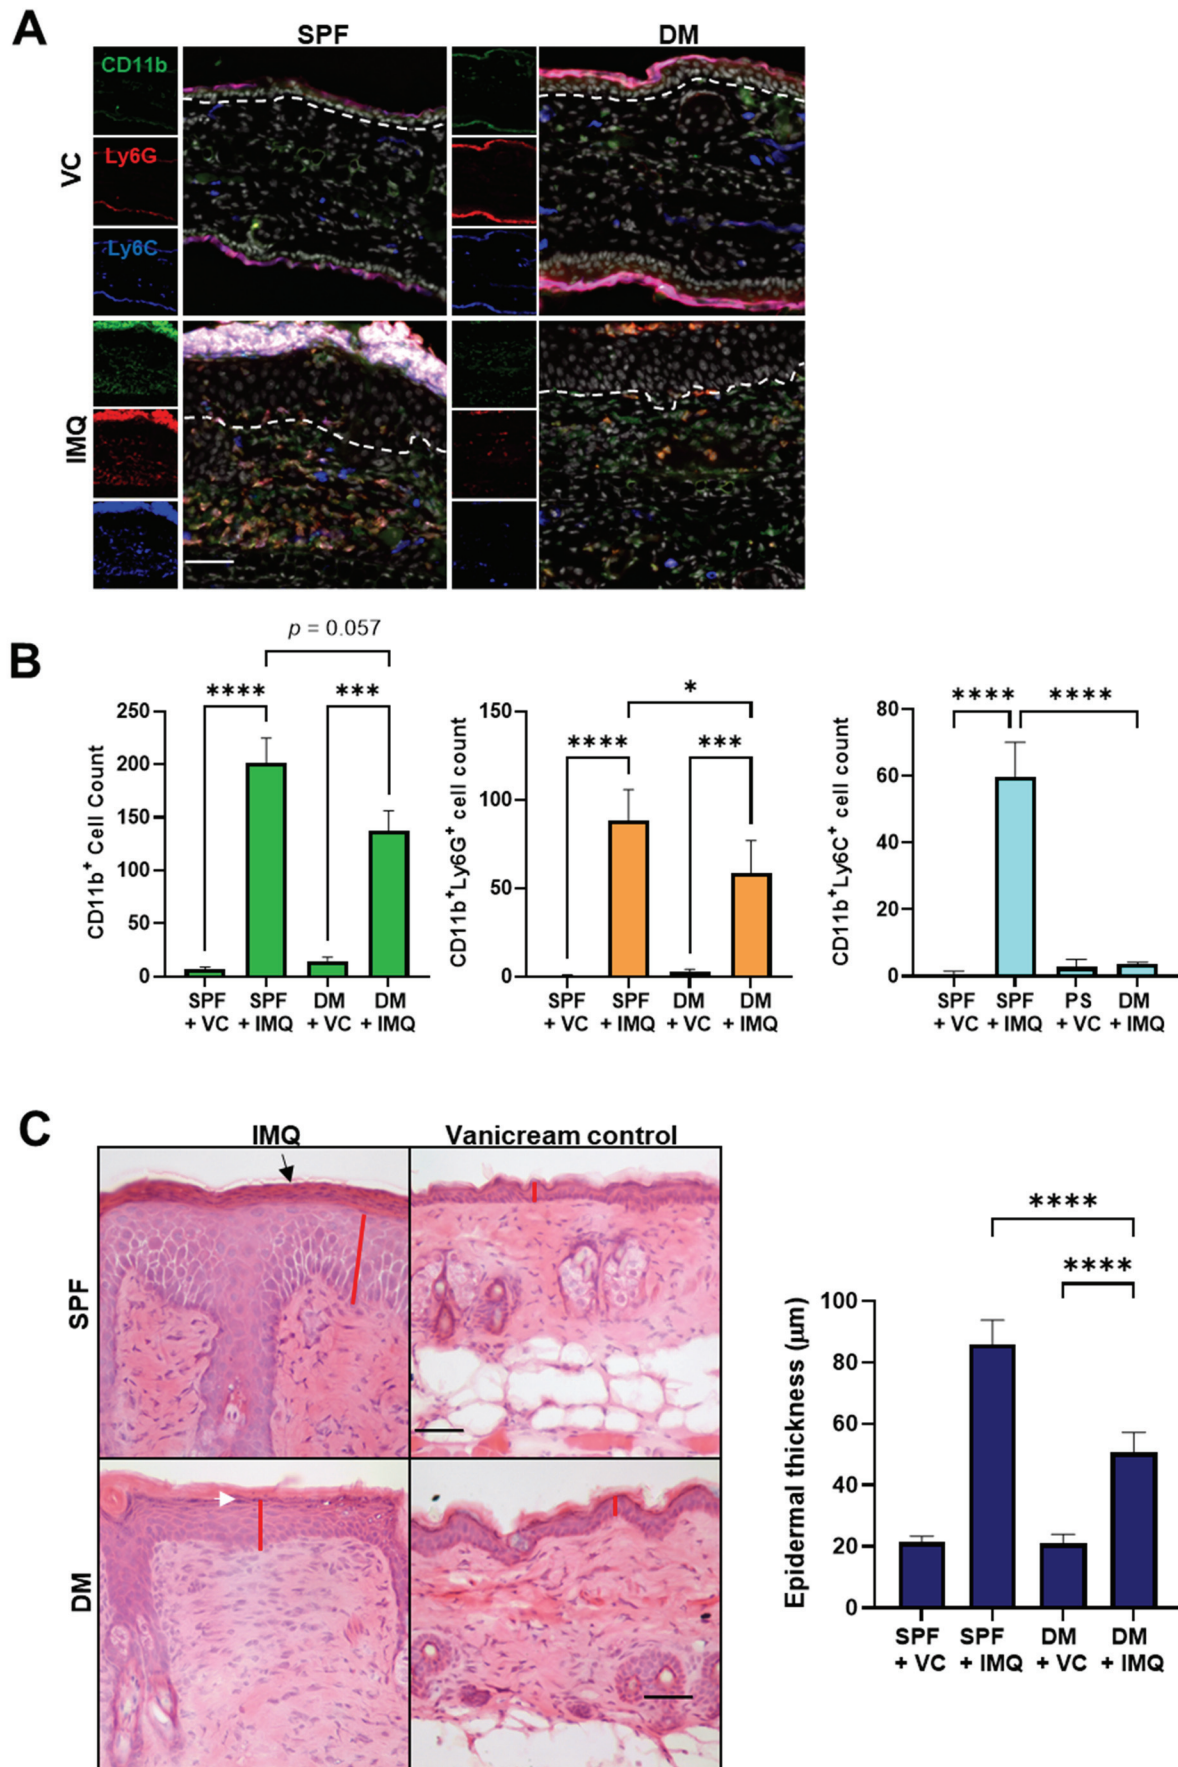 A
SPF
DM
CD11b
Ly6G
Ly6C
VC
IMQ
B
p = 0.057
****
***
CD11b+ Cell Count
250
200
150
100
50
0
SPF + VC
SPF + IMQ
DM + VC
DM + IMQ
*
****
***
CD11b+Ly6G+ cell count
150
100
50
0
SPF + VC
SPF + IMQ
DM + VC
DM + IMQ
****
****
CD11b+Ly6C+ cell count
80
60
40
20
0
SPF + VC
SPF + IMQ
PS + VC
DM + IMQ
C
IMQ
Vanicream control
SPF
DM
****
****
Epidermal thickness (µm)
100
80
60
40
20
0
SPF + VC
SPF + IMQ
DM + VC
DM + IMQ